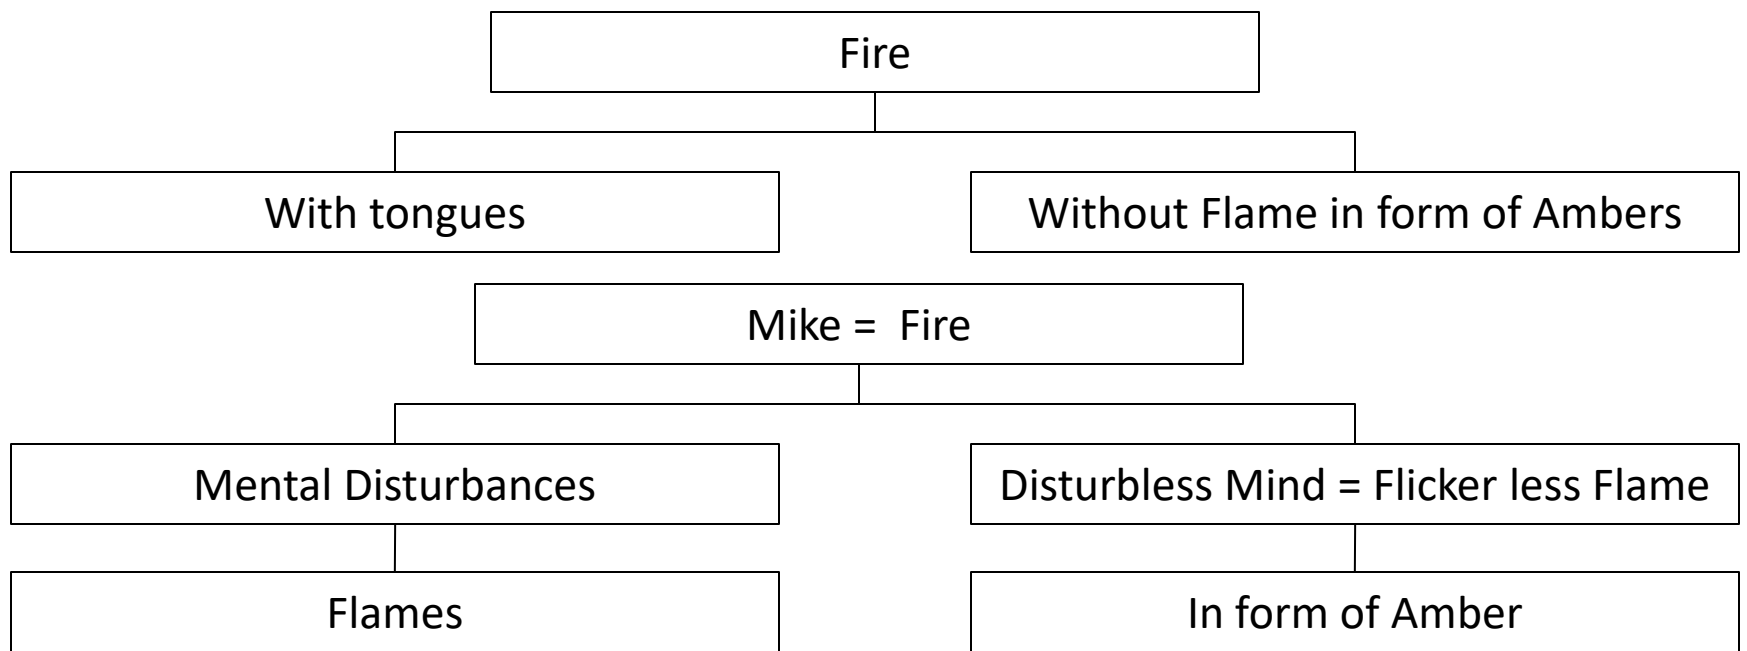 Fire
With tongues
Without Flame in form of Ambers
Mike = Fire
Mental Disturbances
Disturbless Mind = Flicker less Flame
Flames
In form of Amber